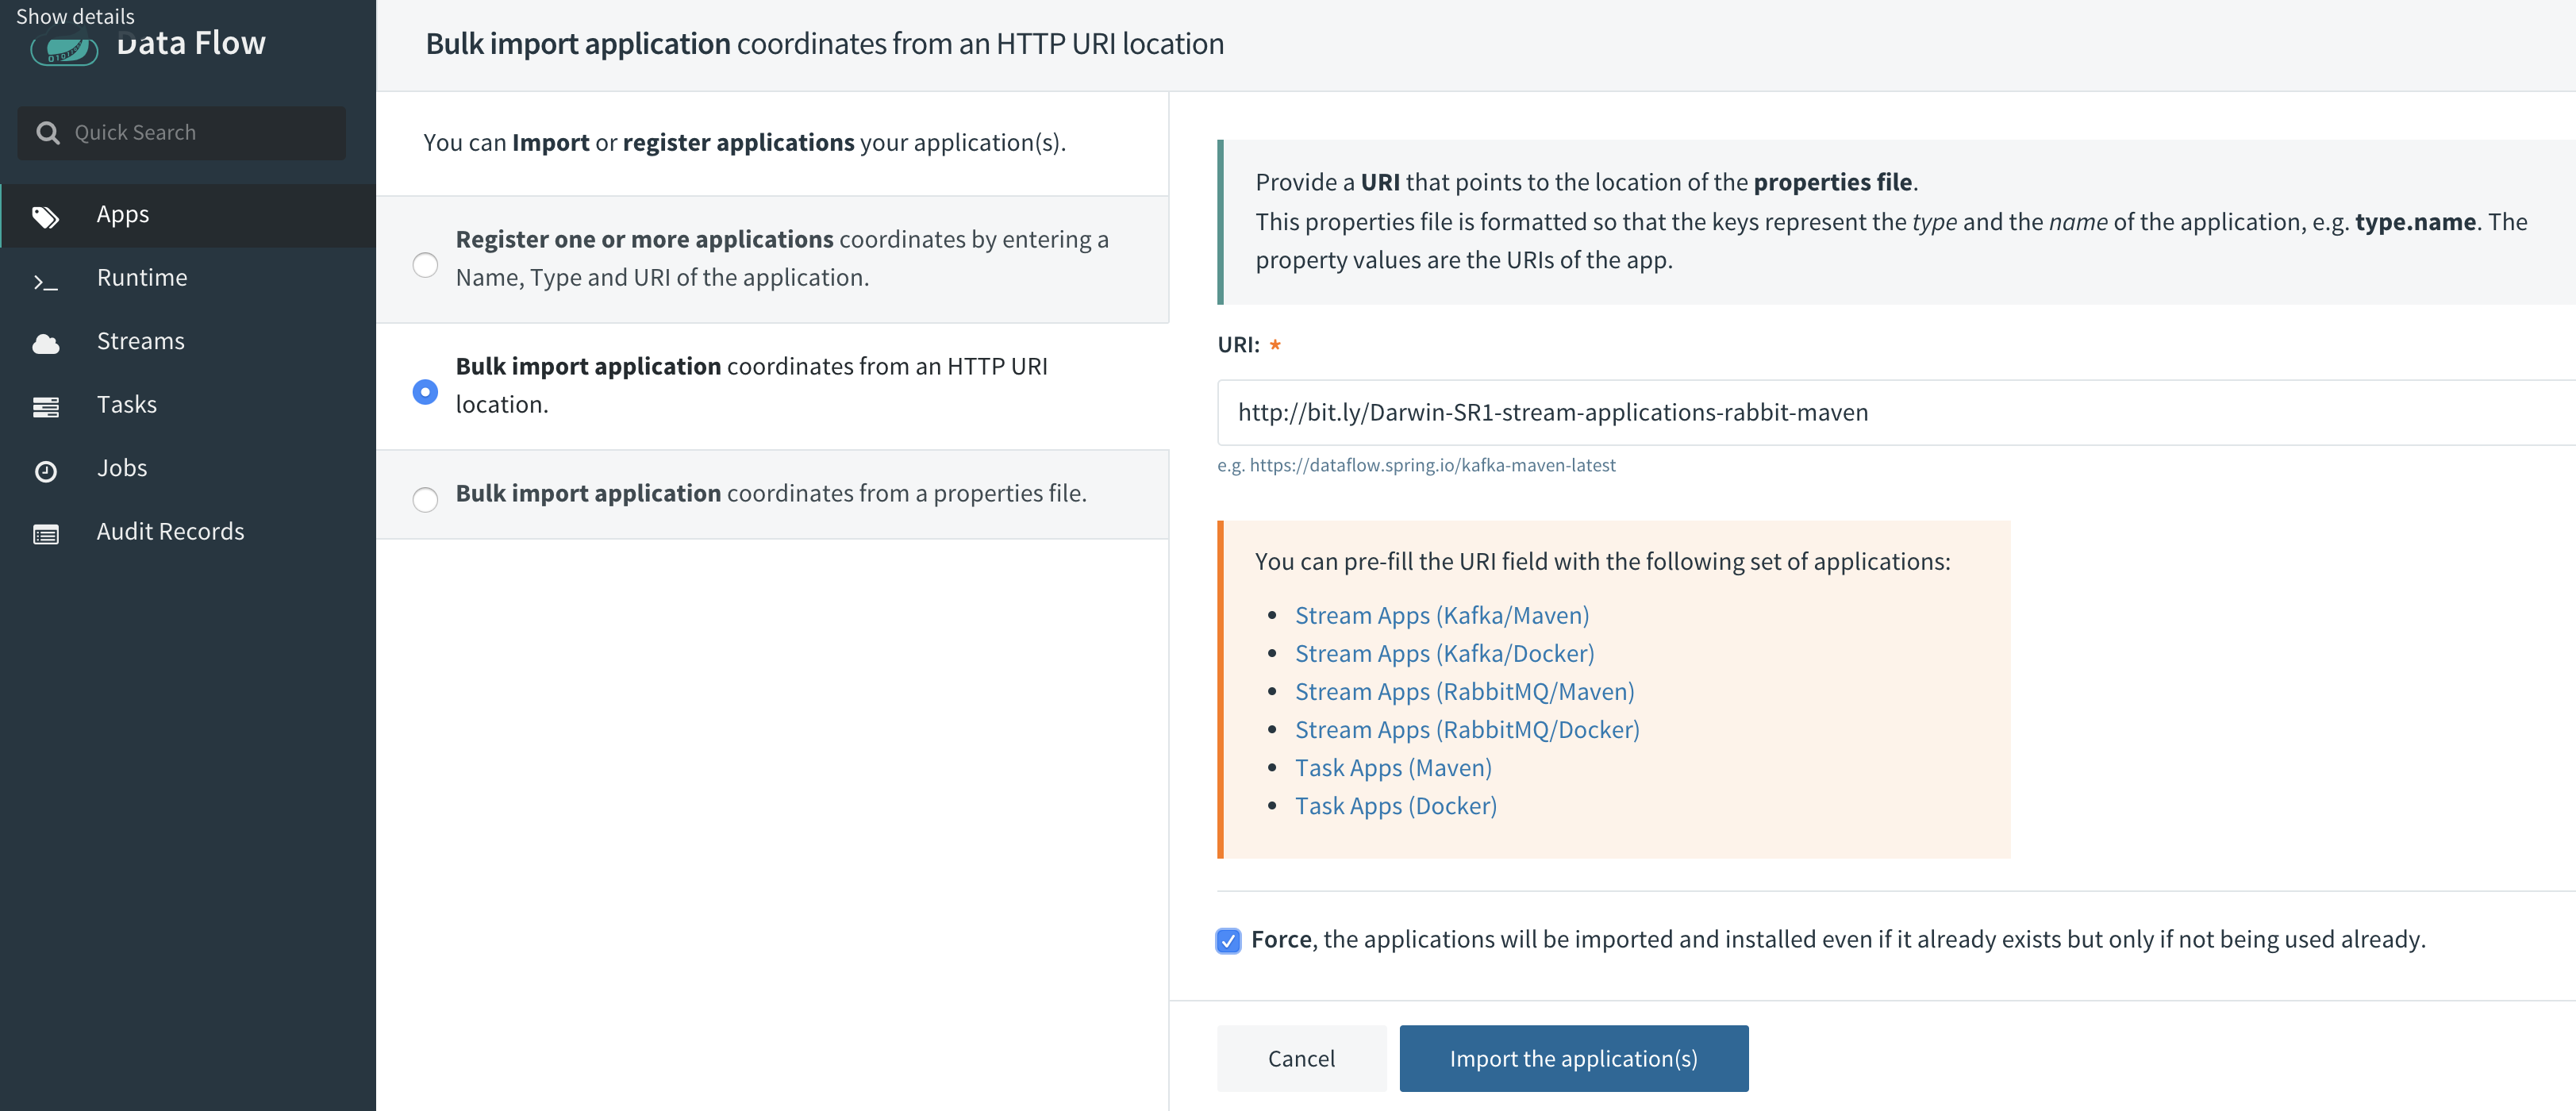 Show details
Data Flow
Quick Search
Apps
Runtime
Streams
Tasks
Jobs
Audit Records
Bulk import application coordinates from an HTTP URI location
You can Import or register applications your application(s).
Register one or more applications coordinates by entering a
Name, Type and URI of the application.
Bulk import application coordinates from an HTTP URI
location.
Bulk import application coordinates from a properties file.
Provide a URI that points to the location of the properties file.
This properties file is formatted so that the keys represent the type and the name of the application, e.g. type.name. The
property values are the URIs of the app.
URI: *
http://bit.ly/Darwin-SR1-stream-applications-rabbit-maven
e.g. https://dataflow.spring.io/kafka-maven-latest
You can pre-fill the URI field with the following set of applications:
• Stream Apps (Kafka/Maven)
• Stream Apps (Kafka/Docker)
• Stream Apps (RabbitMQ/Maven)
• Stream Apps (RabbitMQ/Docker)
• Task Apps (Maven)
• Task Apps (Docker)
Force, the applications will be imported and installed even if it already exists but only if not being used already.
Cancel
Import the application(s)